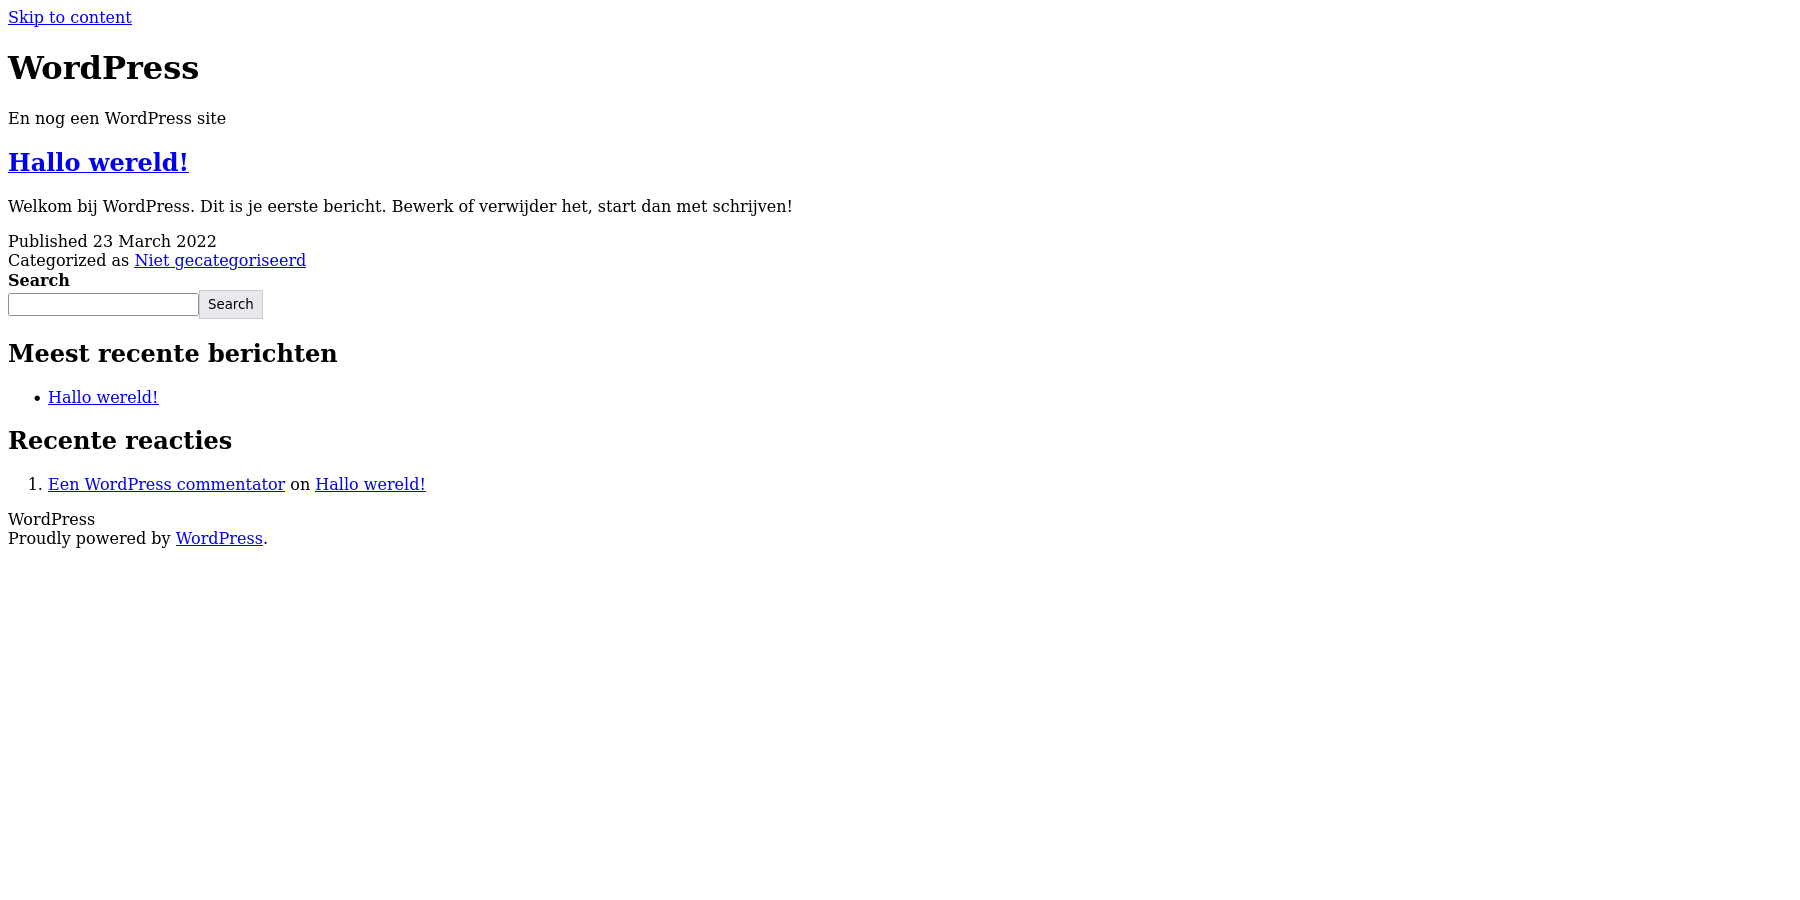 Skip to content
WordPress
En nog een WordPress site
Hallo wereld!
Welkom bij WordPress. Dit is je eerste bericht. Bewerk of verwijder het, start dan met schrijven!
Published 23 March 2022
Categorized as Niet gecategoriseerd
Search
Search
Meest recente berichten
• Hallo wereld!
Recente reacties
1. Een WordPress commentator on Hallo wereld!
WordPress
Proudly powered by WordPress.